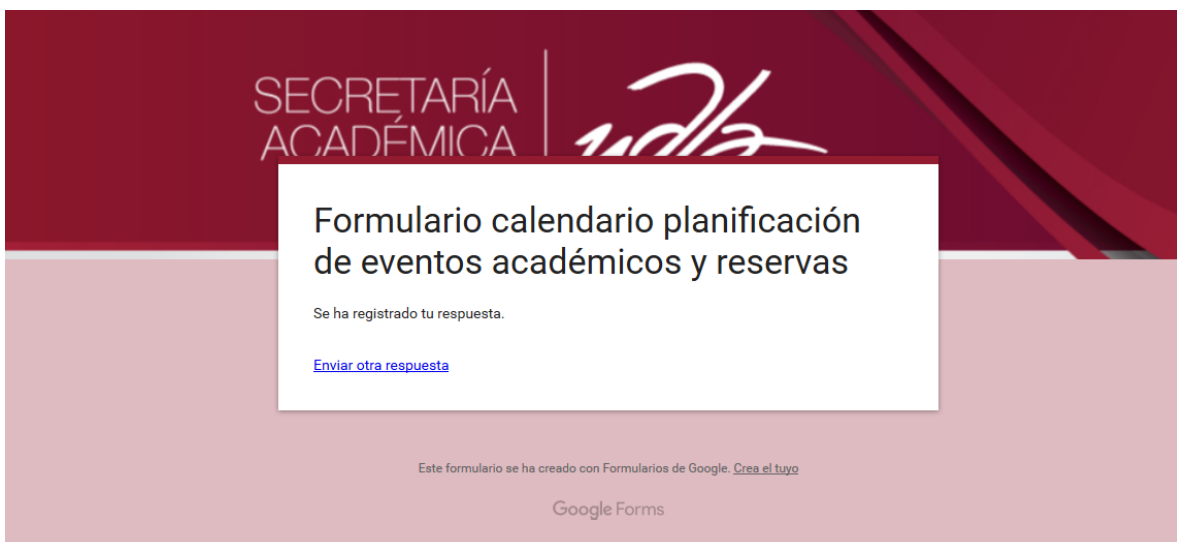 SECRETARÍA
ACADÉMICA
udla
Formulario calendario planificación
de eventos académicos y reservas
Se ha registrado tu respuesta.
Enviar otra respuesta
Este formulario se ha creado con Formularios de Google. Crea el tuyo
Google Forms